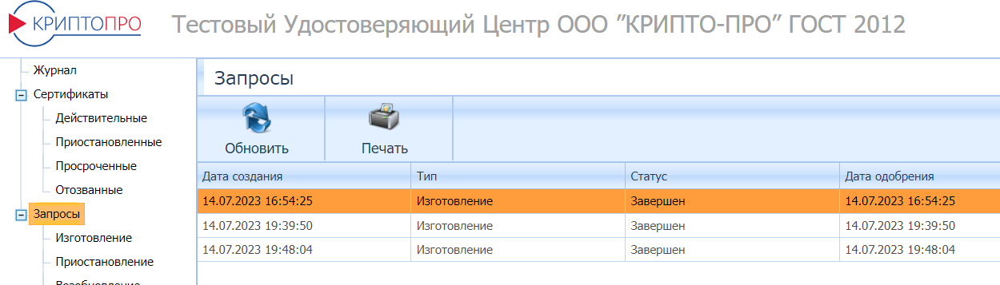 КРИПТОПРО
Тестовый Удостоверяющий Центр ООО ”КРИПТО-ПРО” ГОСТ 2012
Журнал
Сертификаты
Действительные
Приостановленные
Просроченные
Отозванные
Запросы
Изготовление
Приостановление
Возобновление
Запросы
Обновить
Печать
Дата создания Тип Статус Дата одобрения
14.07.2023 16:54:25 Изготовление Завершен 14.07.2023 16:54:25
14.07.2023 19:39:50 Изготовление Завершен 14.07.2023 19:39:50
14.07.2023 19:48:04 Изготовление Завершен 14.07.2023 19:48:04